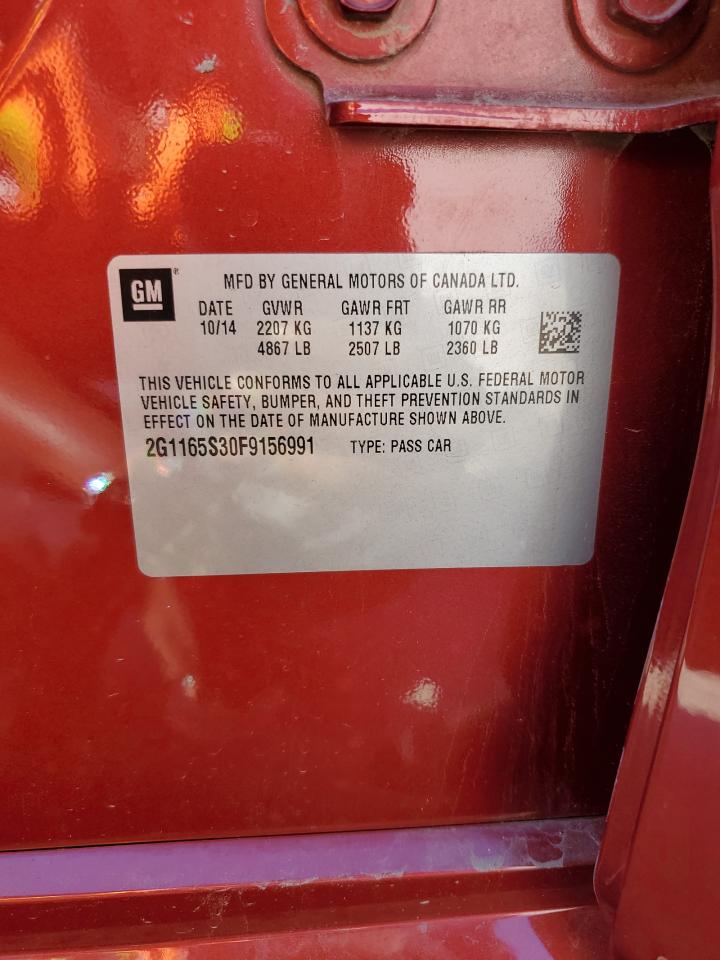 GM
MFD BY GENERAL MOTORS OF CANADA LTD.
DATE GVWR GAWR FRT GAWR RR
10/14 2207 KG 1137 KG 1070 KG
4867 LB 2507 LB 2360 LB
THIS VEHICLE CONFORMS TO ALL APPLICABLE U.S. FEDERAL MOTOR
VEHICLE SAFETY, BUMPER, AND THEFT PREVENTION STANDARDS IN
EFFECT ON THE DATE OF MANUFACTURE SHOWN ABOVE.
2G1165S30F9156991 TYPE: PASS CAR